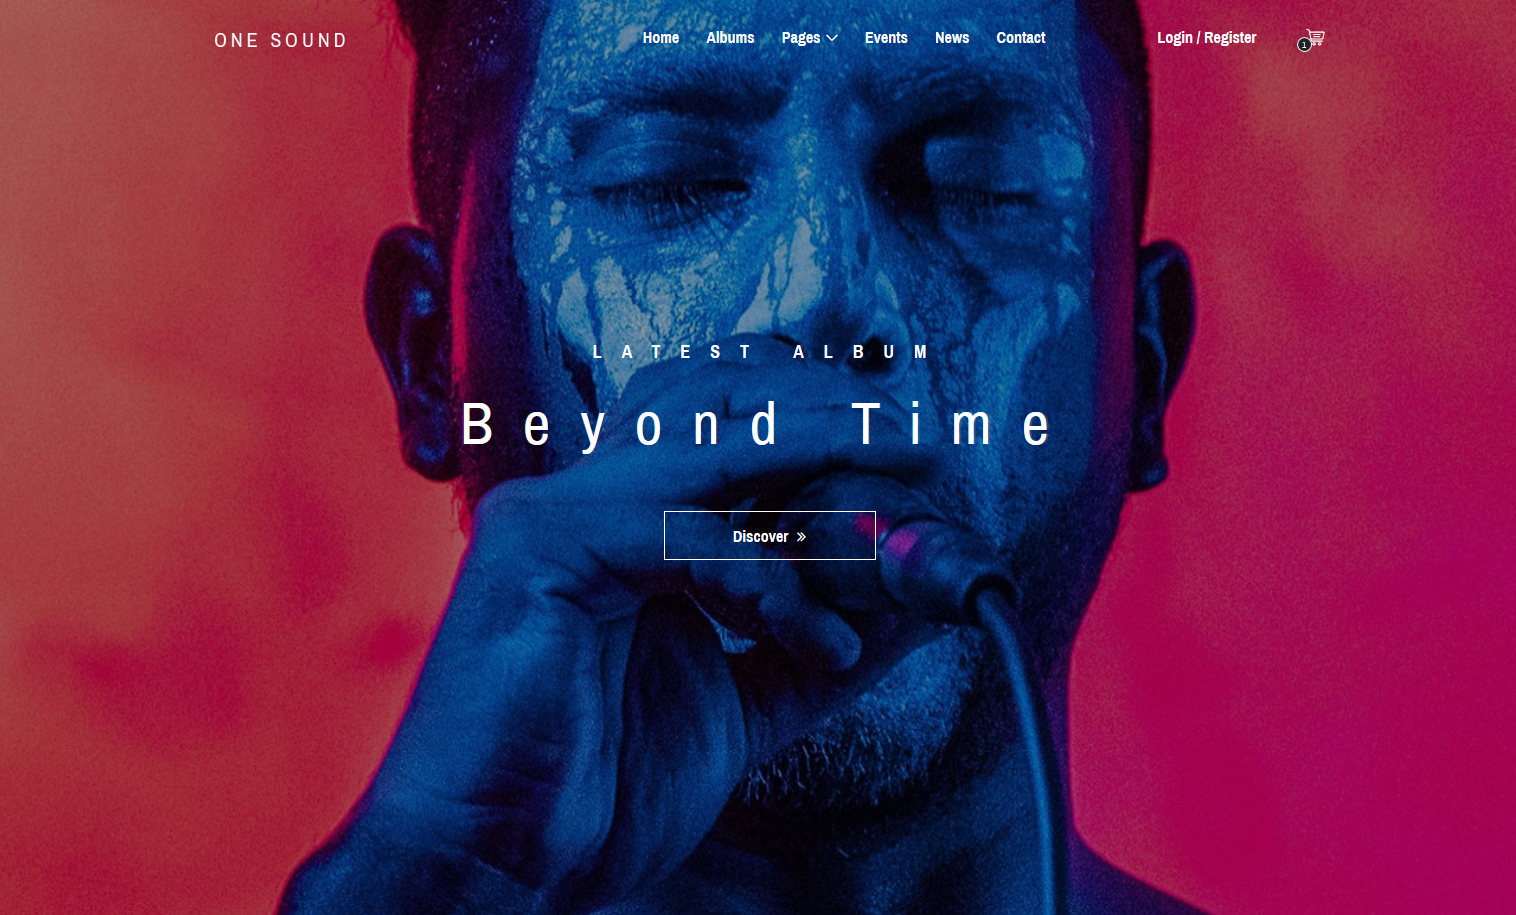 ONE SOUND
Home Albums Pages Events News Contact
Login / Register
1
LATEST ALBUM
Beyond Time
Discover